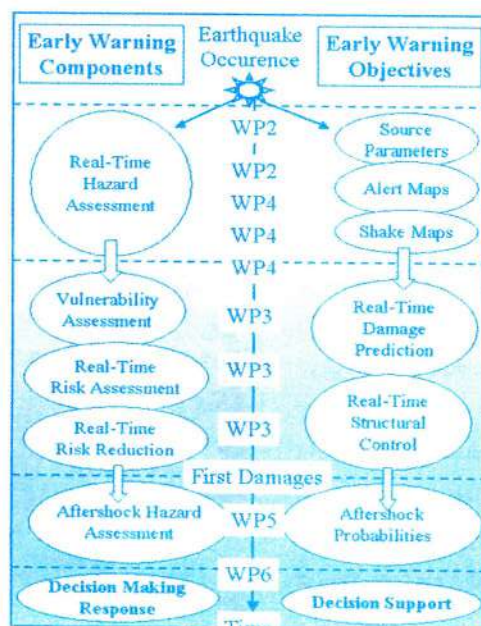 Early Warning
Components
Earthquake
Occurence
Early Warning
Objectives
WP2
WP2
WP4
WP4
WP4
WP3
WP3
WP3
Real-Time
Hazard
Assessment
Source
Parameters
Alert Maps
Shake Maps
Vulnerability
Assessment
Real-Time
Risk Assessment
Real-Time
Risk Reduction
Real-Time
Damage
Prediction
Real-Time
Structural
Control
First Damages
Aftershock Hazard
Assessment
WP5
Aftershock
Probabilities
WP6
Decision Making
Response
Decision Support